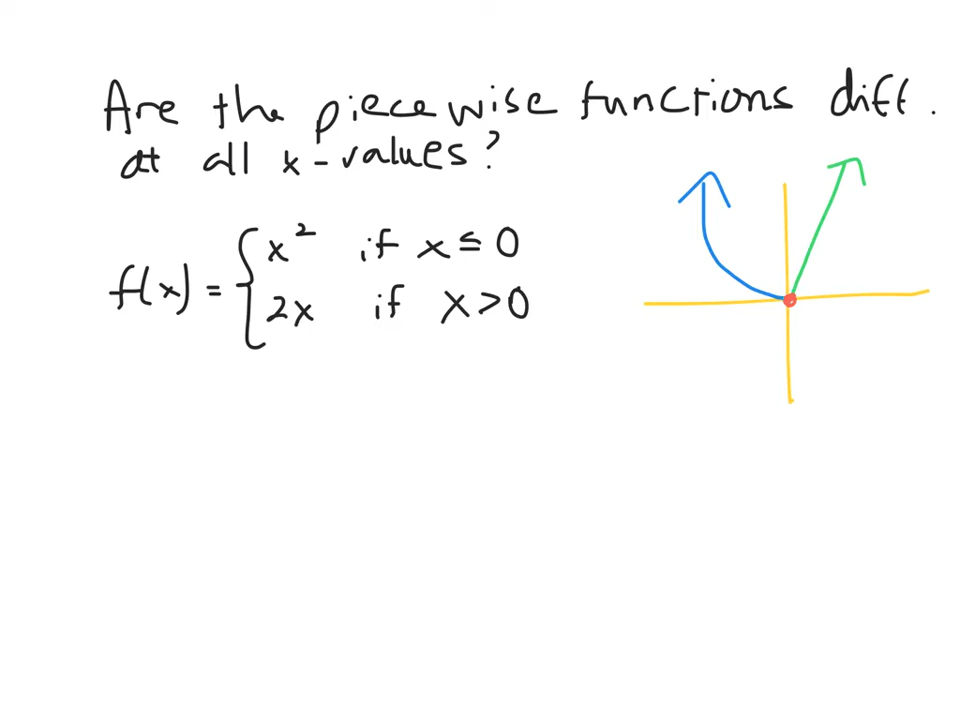 Are the piecewise functions diff.
at all x-values?
f(x) = { x² if x ≤ 0
2x if x > 0